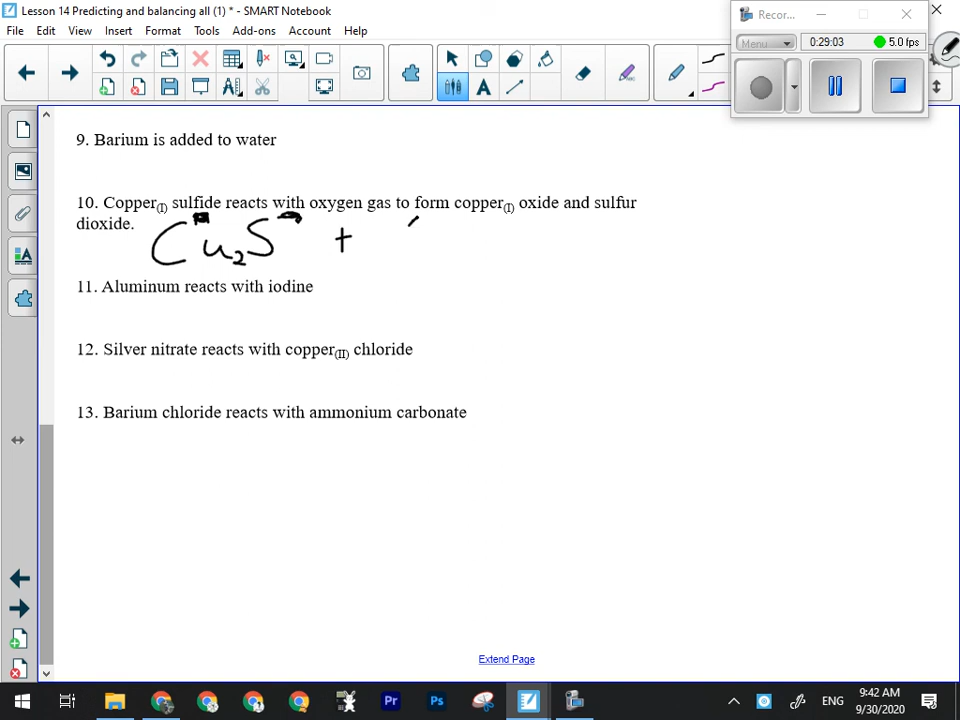 Lesson 14 Predicting and balancing all (1) * - SMART Notebook
File Edit View Insert Format Tools Add-ons Account Help
Recor...
Menu 0:29:03 5.0 fps
9. Barium is added to water
10. Copper(I) sulfide reacts with oxygen gas to form copper(I) oxide and sulfur
dioxide.
Cu2S +
11. Aluminum reacts with iodine
12. Silver nitrate reacts with copper(II) chloride
13. Barium chloride reacts with ammonium carbonate
Extend Page
Pr Ps ENG 9:42 AM
9/30/2020